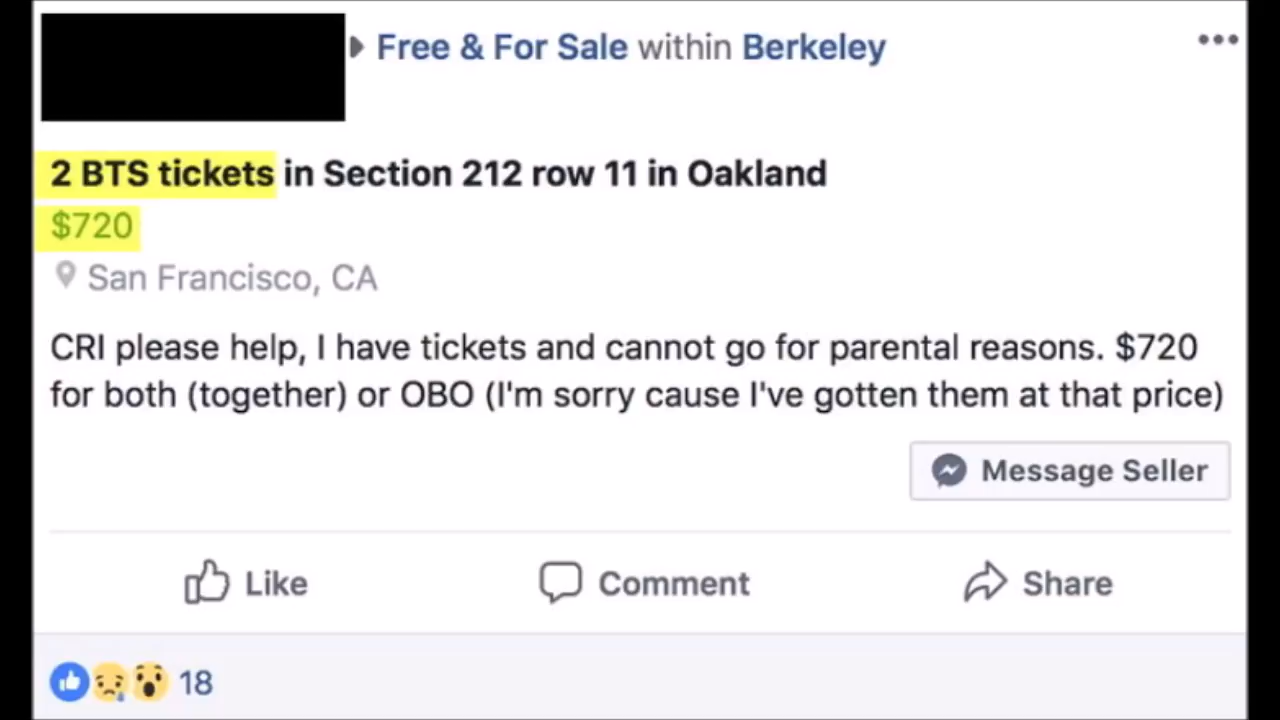 Free & For Sale within Berkeley
2 BTS tickets in Section 212 row 11 in Oakland
$720
San Francisco, CA
CRI please help, I have tickets and cannot go for parental reasons. $720
for both (together) or OBO (I'm sorry cause I've gotten them at that price)
Message Seller
Like Comment Share
18